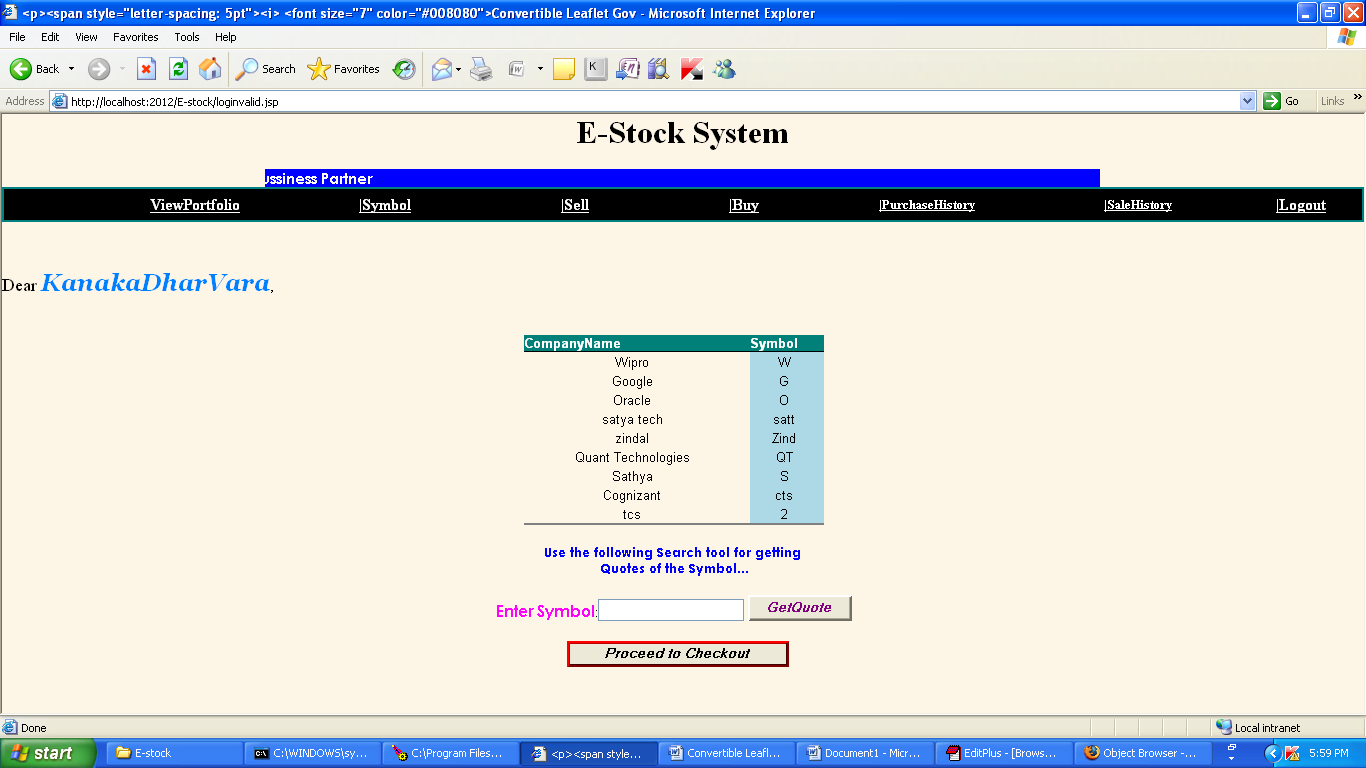 <p><span style="letter-spacing: 5pt"><i> <font size="7" color="#008080">Convertible Leaflet Gov - Microsoft Internet Explorer
File Edit View Favorites Tools Help
Back Search Favorites
Address http://localhost:2012/E-stock/loginvalid.jsp Go Links »
E-Stock System
ussiness Partner
ViewPortfolio |Symbol |Sell |Buy |PurchaseHistory |SaleHistory |Logout
Dear KanakaDharVara,
CompanyName Symbol
Wipro W
Google G
Oracle O
satya tech satt
zindal Zind
Quant Technologies QT
Sathya S
Cognizant cts
tcs 2
Use the following Search tool for getting
Quotes of the Symbol...
Enter Symbol: GetQuote
Proceed to Checkout
Done Local intranet
start E-stock C:\WINDOWS\sy... C:\Program Files... <p><span style... Convertible Leafl... Document1 - Micr... EditPlus - [Brows... Object Browser -... 5:59 PM